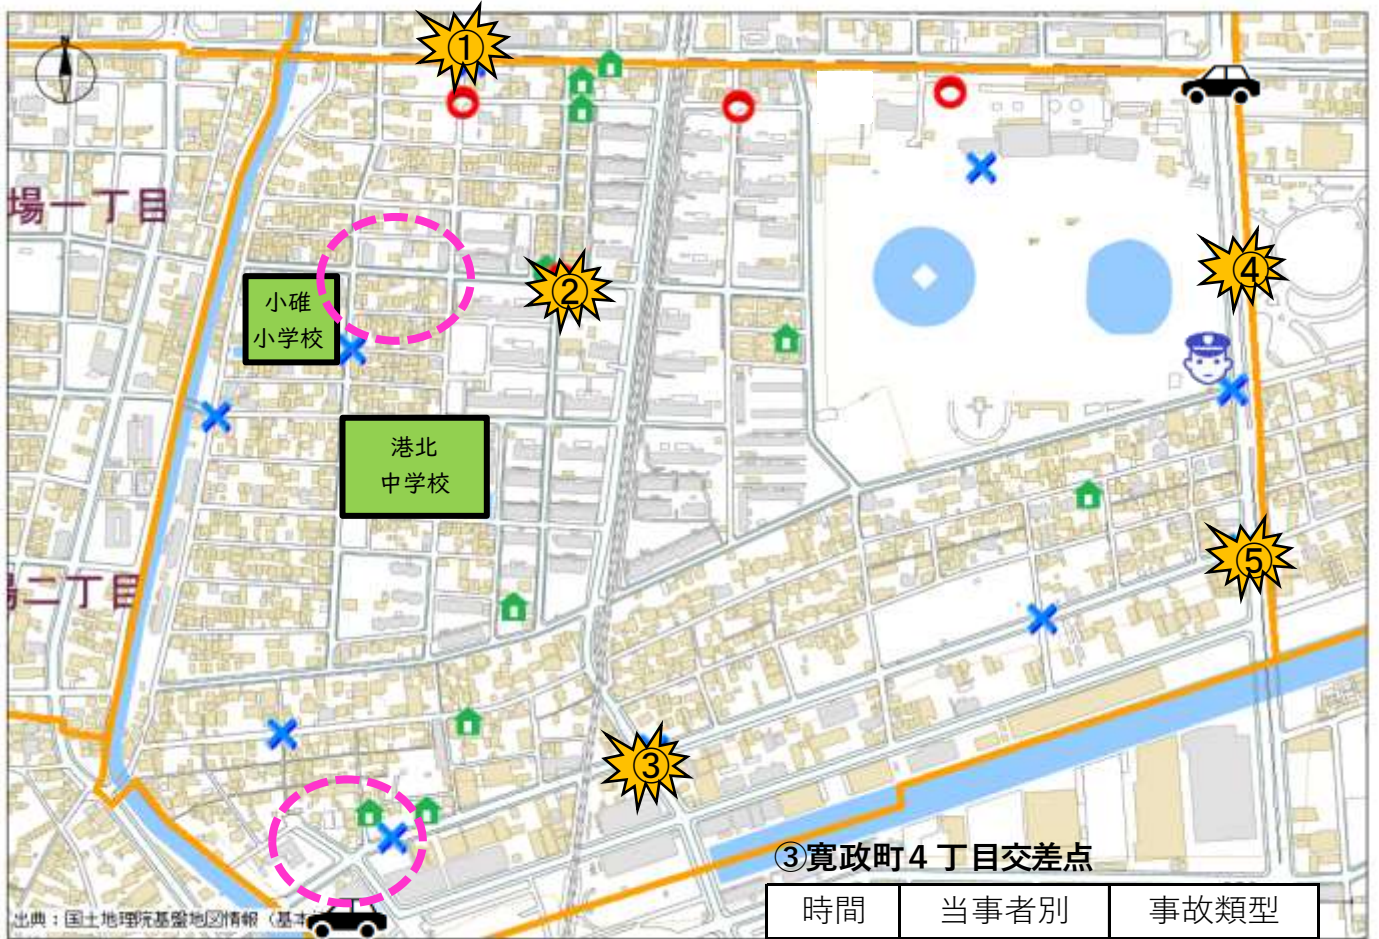 N
①
場一丁目
④
②
小碓
小学校
港北
中学校
場二丁目
⑤
③
③寛政町4丁目交差点
時間 当事者別 事故類型
出典：国土地理院基盤地図情報（基本